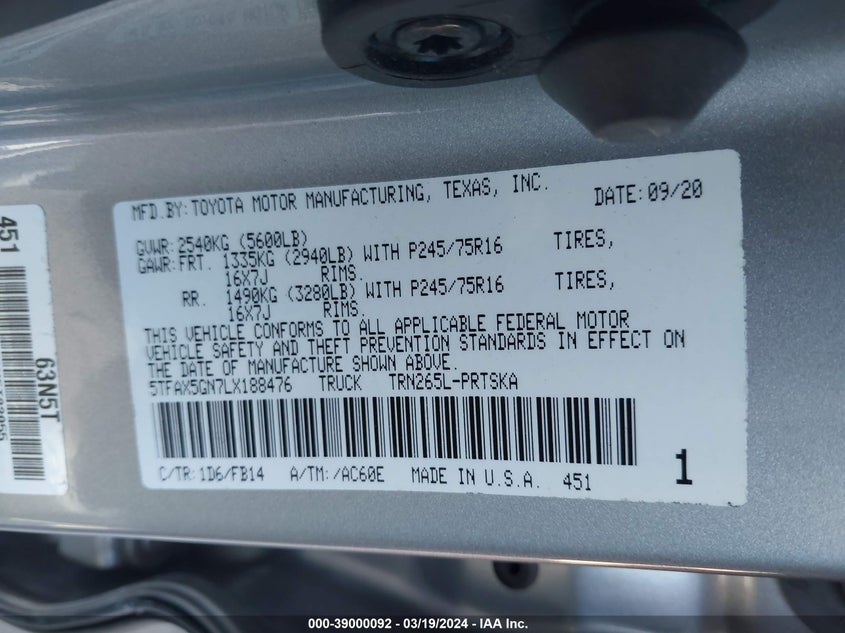 MFD.BY: TOYOTA MOTOR MANUFACTURING, TEXAS, INC. DATE: 09/20
GVWR: 2540KG (5600LB)
GAWR: FRT. 1335KG (2940LB) WITH P245/75R16 TIRES,
16X7J RIMS.
RR. 1490KG (3280LB) WITH P245/75R16 TIRES,
16X7J RIMS.
THIS VEHICLE CONFORMS TO ALL APPLICABLE FEDERAL MOTOR
VEHICLE SAFETY AND THEFT PREVENTION STANDARDS IN EFFECT ON
THE DATE OF MANUFACTURE SHOWN ABOVE.
5TFAX5GN7LX188476 TRUCK TRN265L-PRTSKA
C/TR: 1D6/FB14 A/TM: /AC60E MADE IN U.S.A. 451 1
451
63N5T
000-39000092 - 03/19/2024 - IAA Inc.